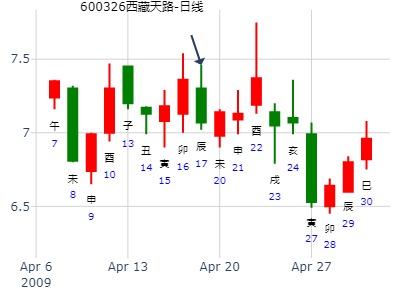 600326西藏天路-日线
7.5
7
6.5
午
7
未
8
申
9
酉
10
子
13
丑
14
寅
15
卯
16
辰
17
未
20
申
21
酉
22
戌
23
亥
24
寅
27
卯
28
辰
29
巳
30
Apr 6
2009
Apr 13
Apr 20
Apr 27